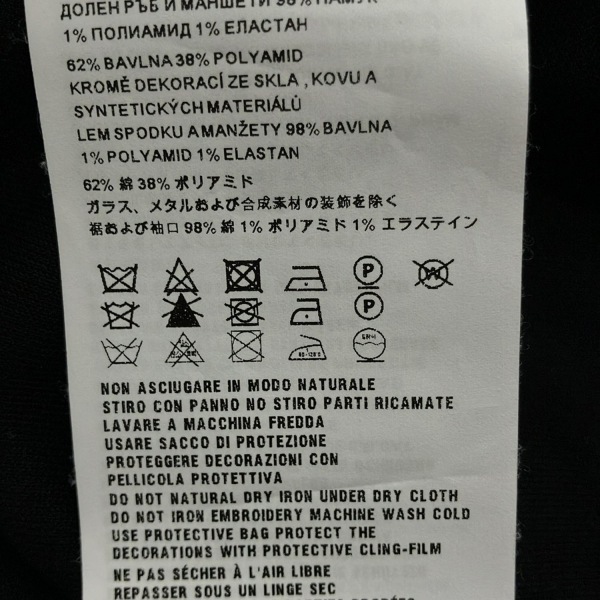 ДОЛЕН РЪБ И МАНШЕТИ 98% ПАМУК
1% ПОЛИАМИД 1% ЕЛАСТАН
62% BAVLNA 38% POLYAMID
KROMĚ DEKORACÍ ZE SKLA , KOVU A
SYNTETICKÝCH MATERIÁLŮ
LEM SPODKU A MANŽETY 98% BAVLNA
1% POLYAMID 1% ELASTAN
62% 綿 38% ポリアミド
ガラス、メタルおよび合成素材の装飾を除く
裾および袖口 98% 綿 1% ポリアミド 1% エラステイン
P
W
P
NON ASCIUGARE IN MODO NATURALE
STIRO CON PANNO NO STIRO PARTI RICAMATE
LAVARE A MACCHINA FREDDA
USARE SACCO DI PROTEZIONE
PROTEGGERE DECORAZIONI CON
PELLICOLA PROTETTIVA
DO NOT NATURAL DRY IRON UNDER DRY CLOTH
DO NOT IRON EMBROIDERY MACHINE WASH COLD
USE PROTECTIVE BAG PROTECT THE
DECORATIONS WITH PROTECTIVE CLING-FILM
NE PAS SÉCHER À L'AIR LIBRE
REPASSER SOUS UN LINGE SEC